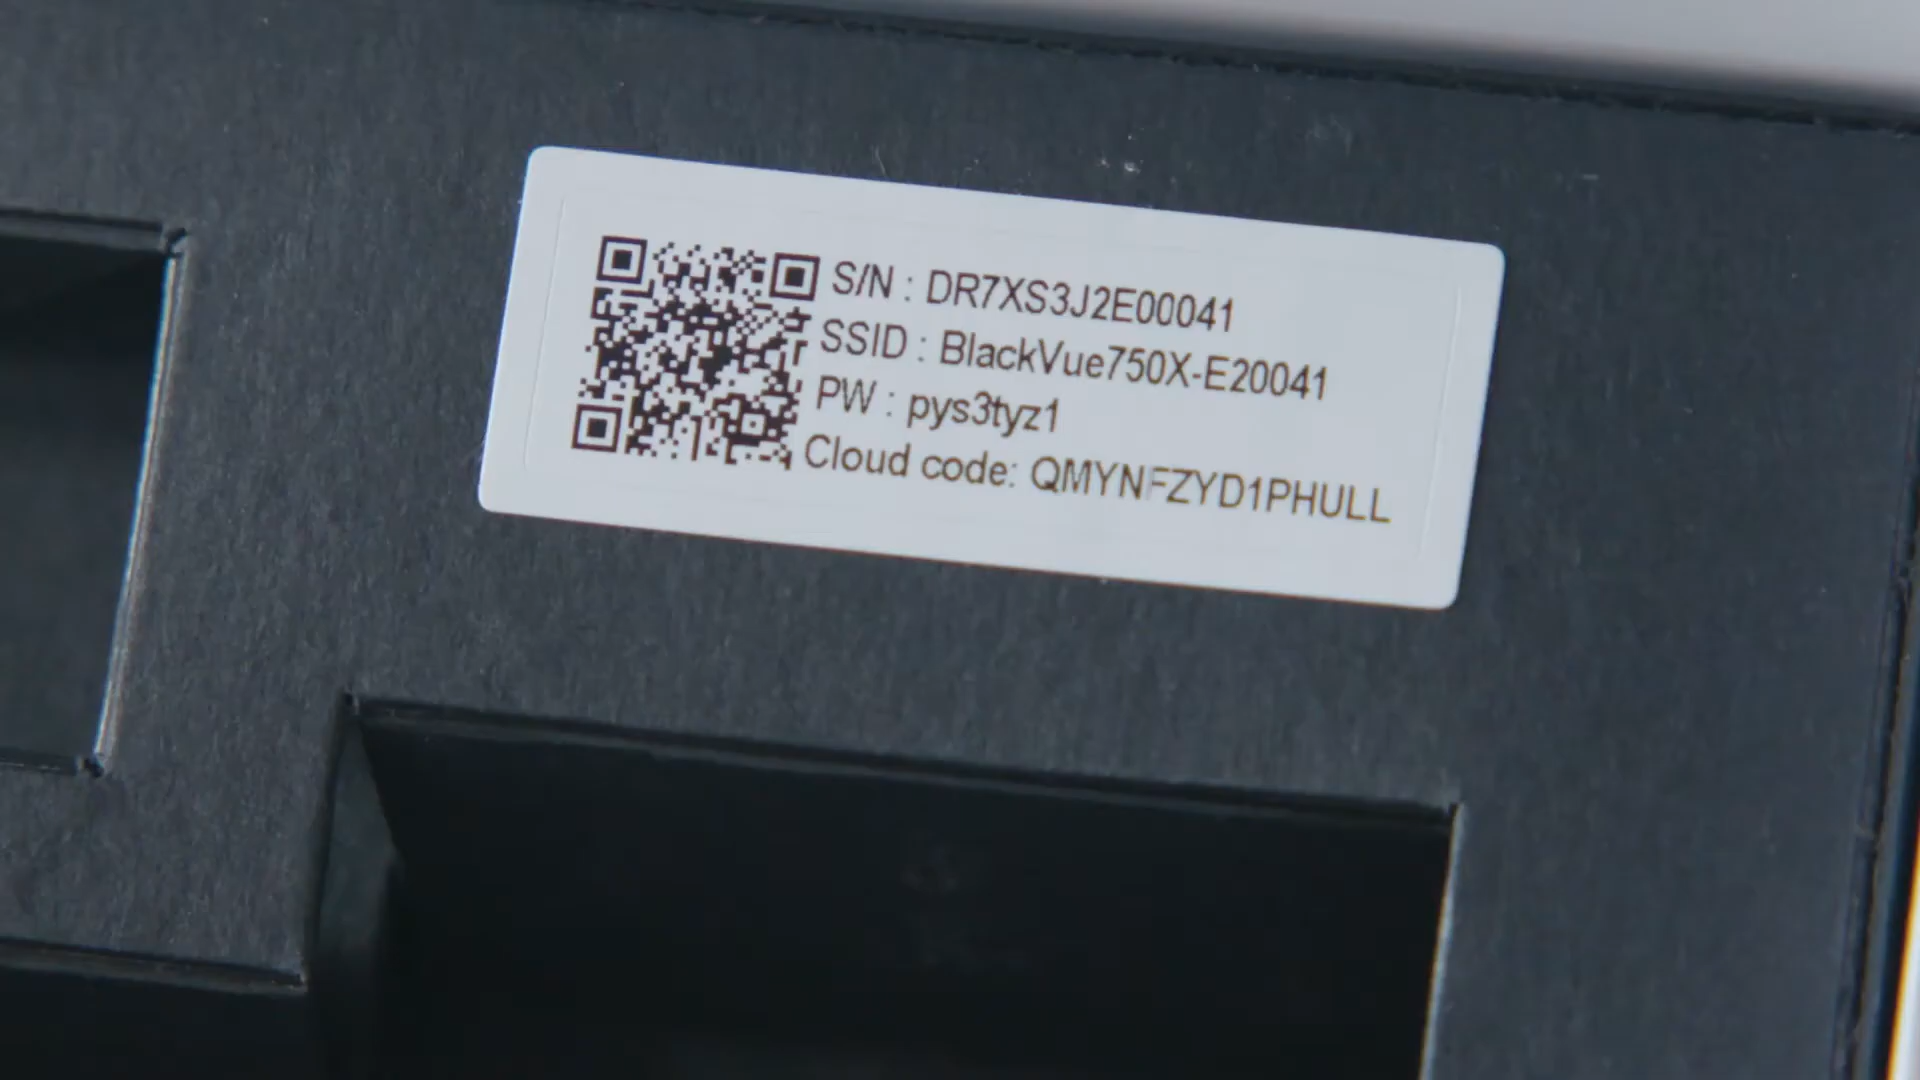 S/N : DR7XS3J2E00041
SSID : BlackVue750X-E20041
PW : pys3tyz1
Cloud code: QMYNFZYD1PHULL